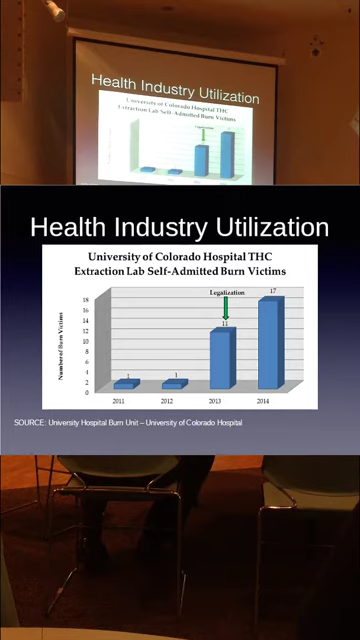 Health Industry Utilization
University of Colorado Hospital THC
Extraction Lab Self-Admitted Burn Victims
Legalization
Health Industry Utilization
University of Colorado Hospital THC
Extraction Lab Self-Admitted Burn Victims
Legalization
Number of Burn Victims
18
16
14
12
10
8
6
4
2
0
1
1
11
17
2011
2012
2013
2014
SOURCE: University Hospital Burn Unit – University of Colorado Hospital